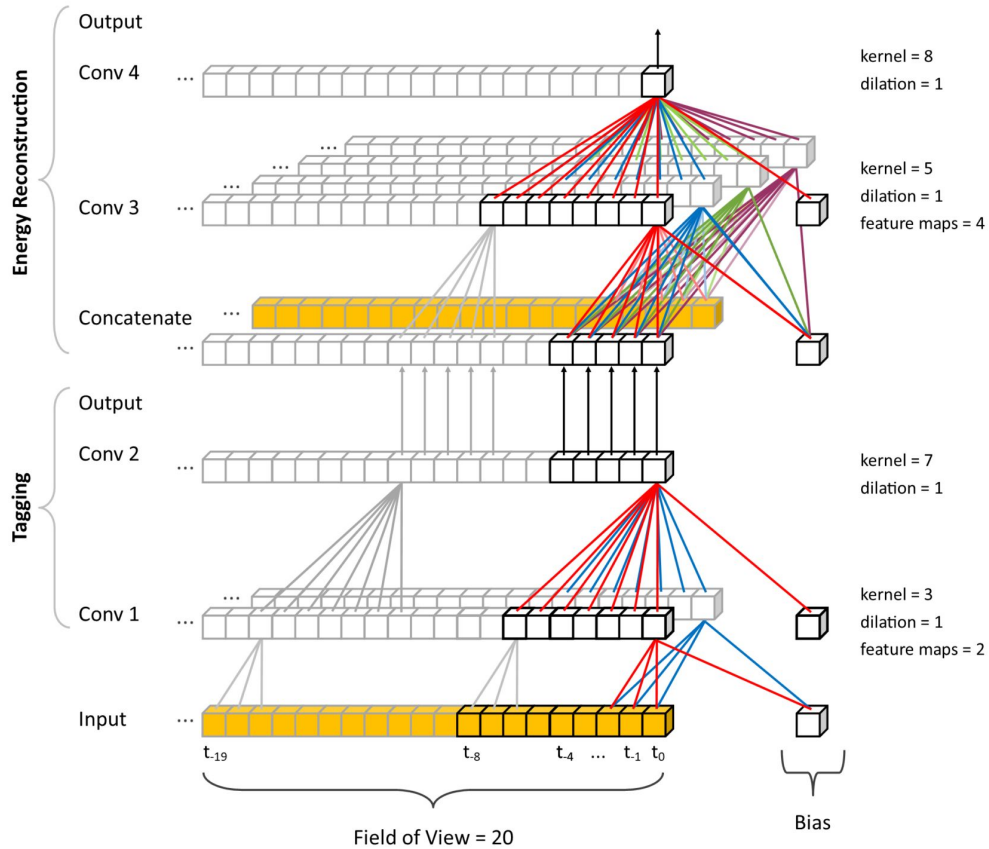 Energy Reconstruction
Output
Conv 4 ...
kernel = 8
dilation = 1
...
...
...
Conv 3 ...
kernel = 5
dilation = 1
feature maps = 4
...
Concatenate
...
Tagging
Output
Conv 2 ...
kernel = 7
dilation = 1
...
Conv 1 ...
kernel = 3
dilation = 1
feature maps = 2
Input ...
t-19 t-8 t-4 ... t-1 t0
Field of View = 20
Bias